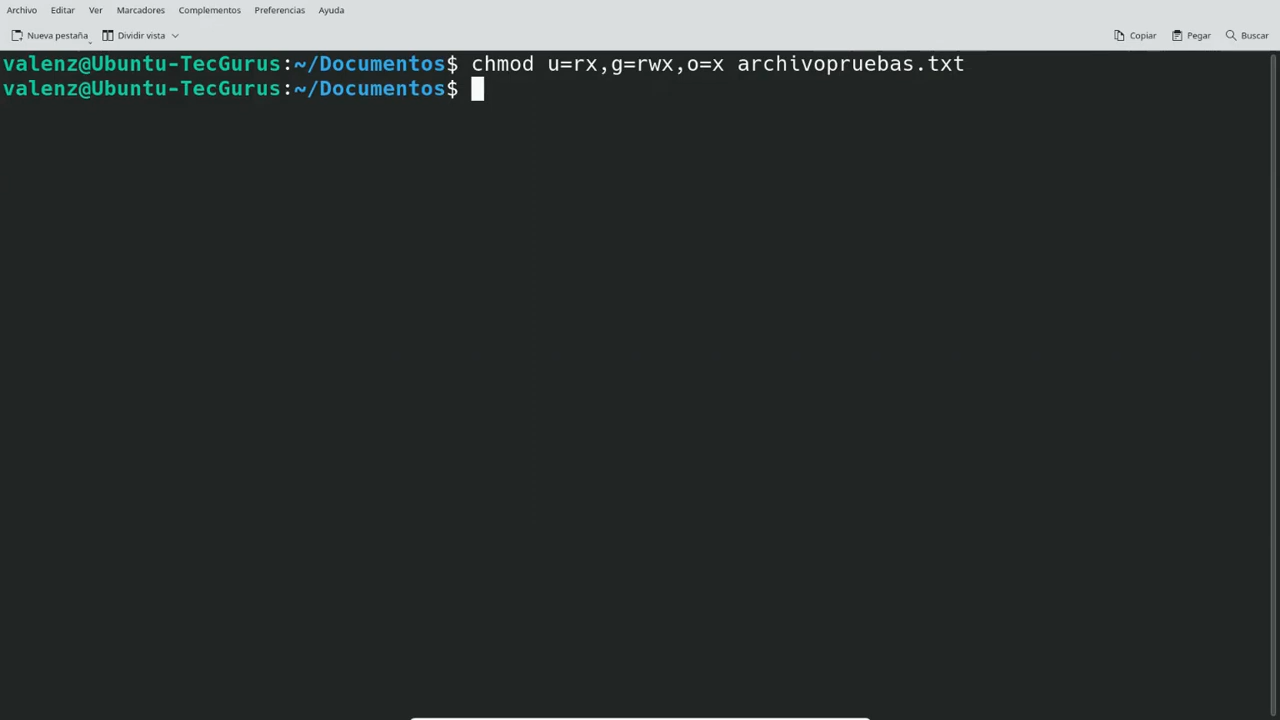 Archivo Editar Ver Marcadores Complementos Preferencias Ayuda
Nueva pestaña Dividir vista Copiar Pegar Buscar
valenz@Ubuntu-TecGurus:~/Documentos$ chmod u=rx,g=rwx,o=x archivopruebas.txt
valenz@Ubuntu-TecGurus:~/Documentos$